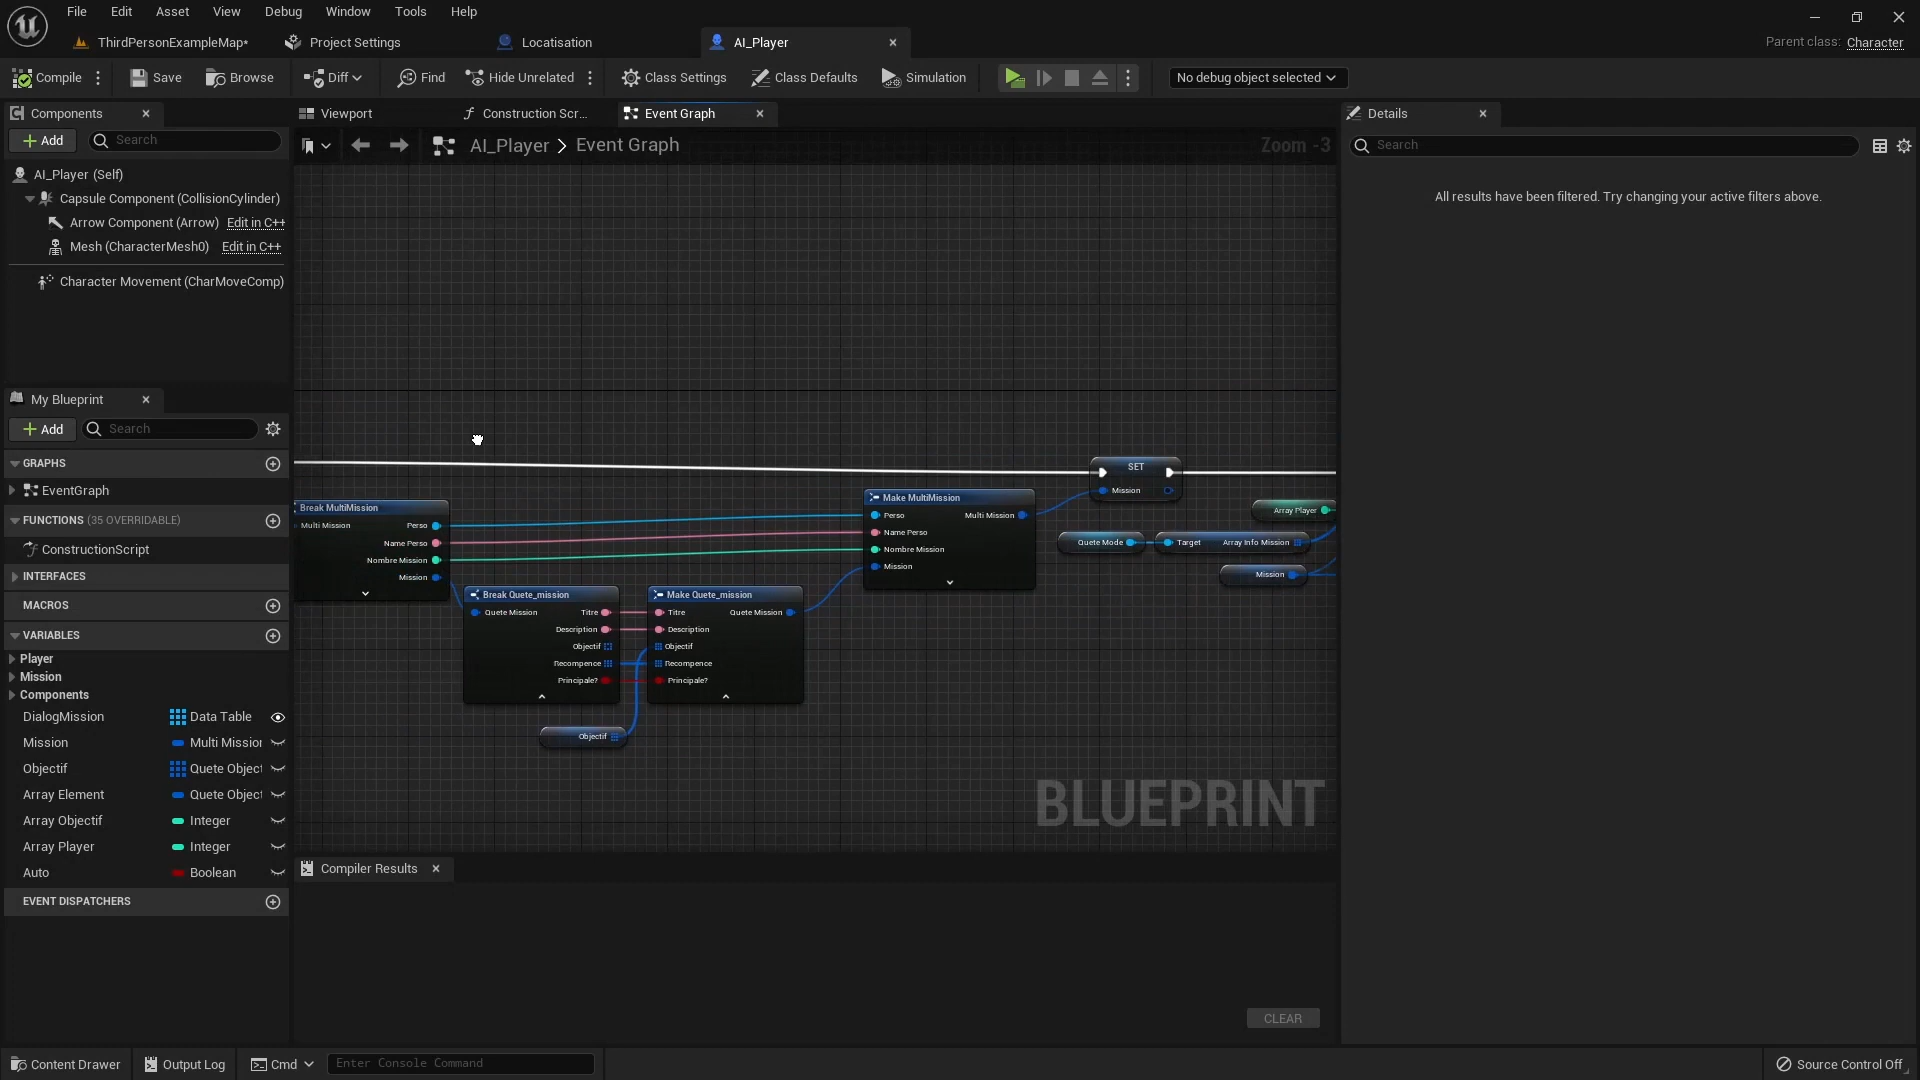 File Edit Asset View Debug Window Tools Help
ThirdPersonExampleMap* Project Settings Locatisation AI_Player
Parent class: Character
Compile Save Browse Diff Find Hide Unrelated Class Settings Class Defaults Simulation No debug object selected
Components
Add Search
AI_Player (Self)
Capsule Component (CollisionCylinder)
Arrow Component (Arrow) Edit in C++
Mesh (CharacterMesh0) Edit in C++
Character Movement (CharMoveComp)
My Blueprint
Add Search
GRAPHS
EventGraph
FUNCTIONS (35 OVERRIDABLE)
ConstructionScript
INTERFACES
MACROS
VARIABLES
Player
Mission
Components
DialogMission Data Table
Mission Multi Mission
Objectif Quete Object
Array Element Quete Object
Array Objectif Integer
Array Player Integer
Auto Boolean
EVENT DISPATCHERS
Viewport Construction Scr... Event Graph
AI_Player > Event Graph
Zoom -3
Break MultiMission
Multi Mission Perso
Name Perso
Nombre Mission
Mission
Break Quete_mission
Quete Mission Titre
Description
Objectif
Recompence
Principale?
Make Quete_mission
Titre Quete Mission
Description
Objectif
Recompence
Principale?
Objectif
Make MultiMission
Perso Multi Mission
Name Perso
Nombre Mission
Mission
SET
Mission
Array Player
Quete Mode
Target Array Info Mission
Mission
BLUEPRINT
Compiler Results
CLEAR
Details
Search
All results have been filtered. Try changing your active filters above.
Content Drawer Output Log Cmd Enter Console Command Source Control Off